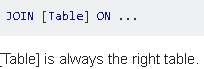 JOIN [Table] ON ...
[Table] is always the right table.